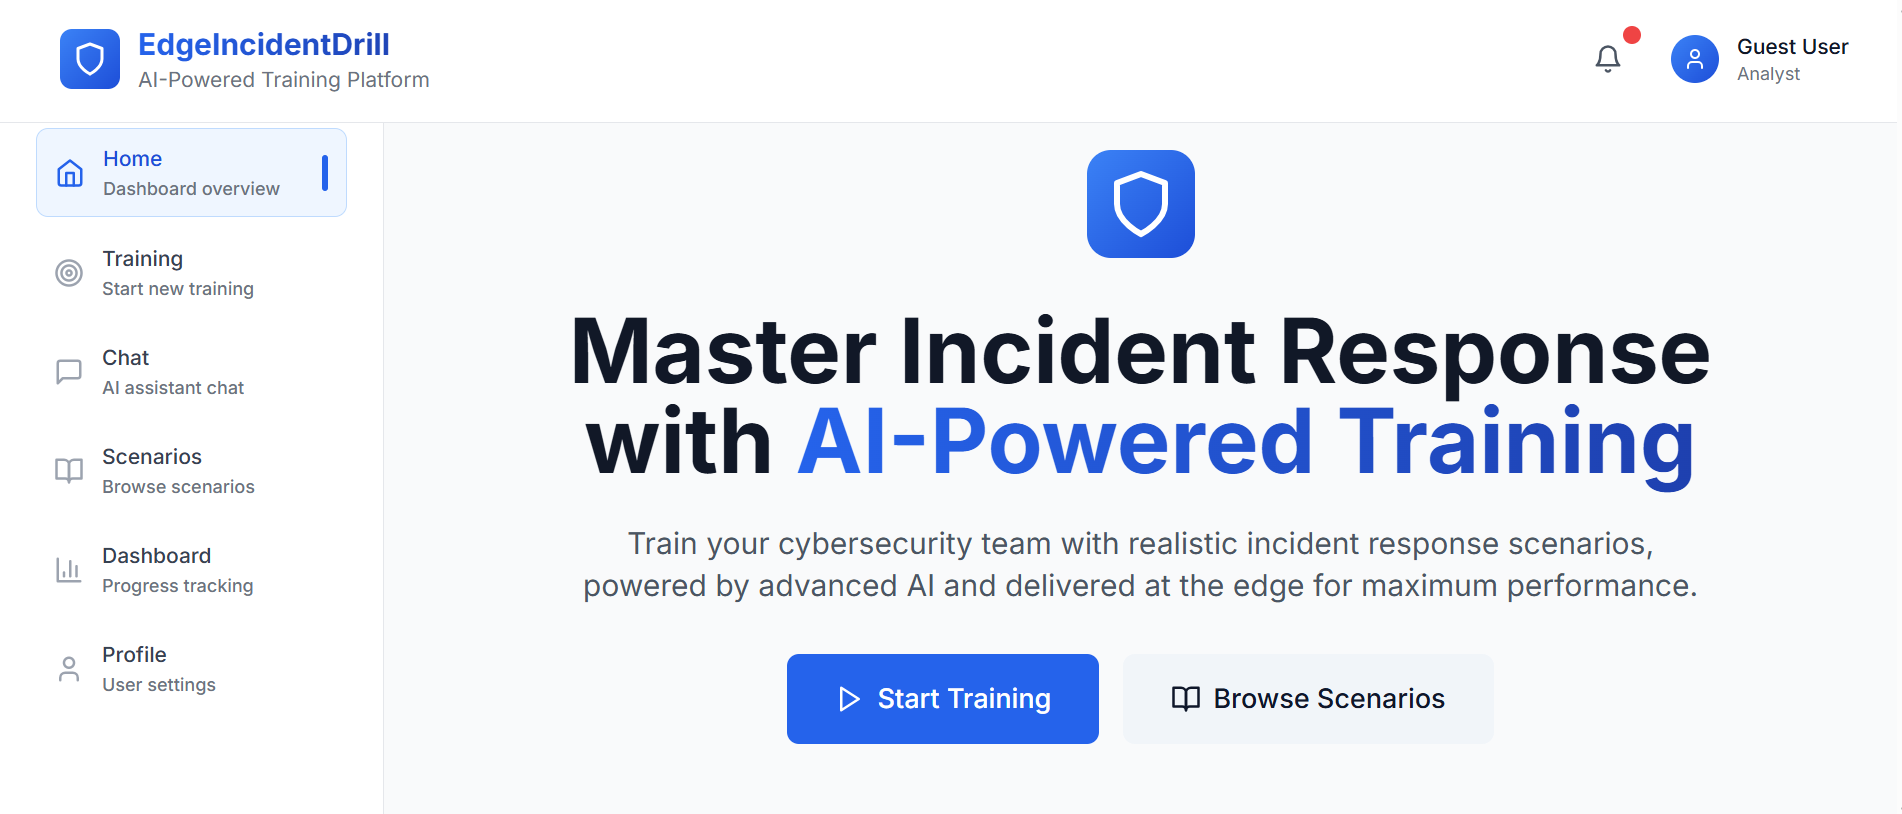 EdgeIncidentDrill
AI-Powered Training Platform
Guest User
Analyst
Home
Dashboard overview
Training
Start new training
Chat
AI assistant chat
Scenarios
Browse scenarios
Dashboard
Progress tracking
Profile
User settings
Master Incident Response
with AI-Powered Training
Train your cybersecurity team with realistic incident response scenarios,
powered by advanced AI and delivered at the edge for maximum performance.
Start Training
Browse Scenarios